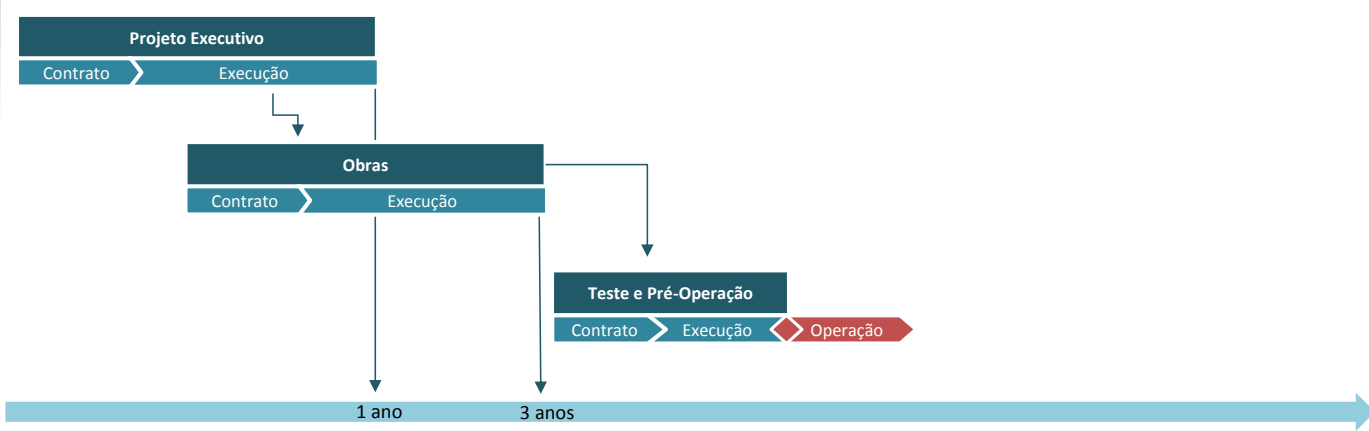 Projeto Executivo
Contrato
Execução
Obras
Contrato
Execução
Teste e Pré-Operação
Contrato
Execução
Operação
1 ano
3 anos